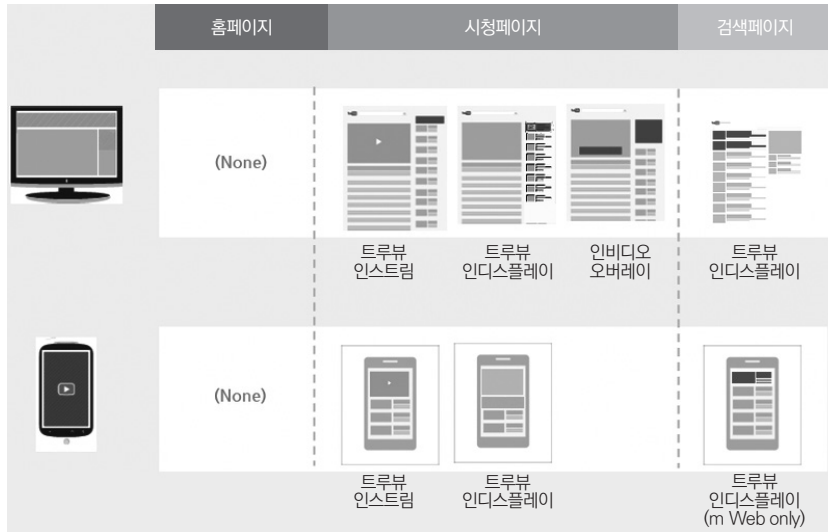 홈페이지
시청페이지
검색페이지
(None)
트루뷰
인스트림
트루뷰
인디스플레이
인비디오
오버레이
트루뷰
인디스플레이
(None)
트루뷰
인스트림
트루뷰
인디스플레이
트루뷰
인디스플레이
(m Web only)